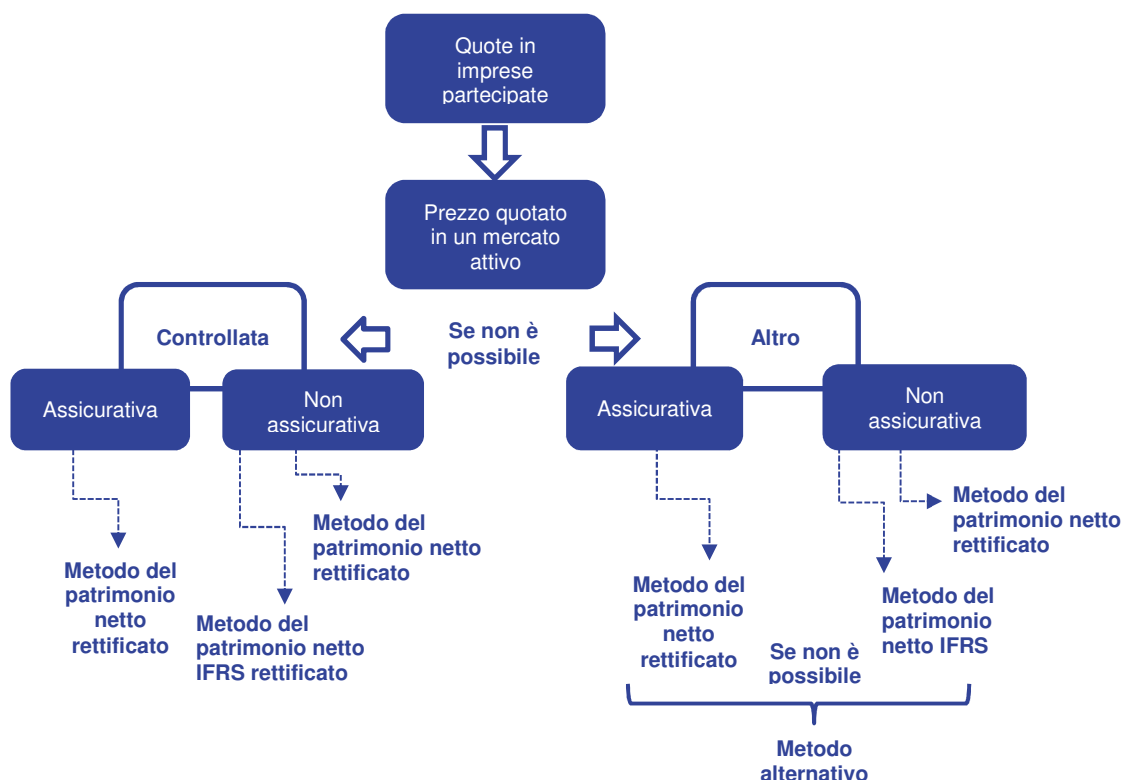 Quote in
imprese
partecipate
Prezzo quotato
in un mercato
attivo
Controllata
Se non è
possibile
Altro
Assicurativa
Non
assicurativa
Assicurativa
Non
assicurativa
Metodo del
patrimonio
netto
rettificato
Metodo del
patrimonio netto
IFRS rettificato
Metodo del
patrimonio netto
rettificato
Metodo del
patrimonio
netto
rettificato
Metodo del
patrimonio
netto IFRS
Metodo del
patrimonio netto
rettificato
Se non è
possibile
Metodo
alternativo